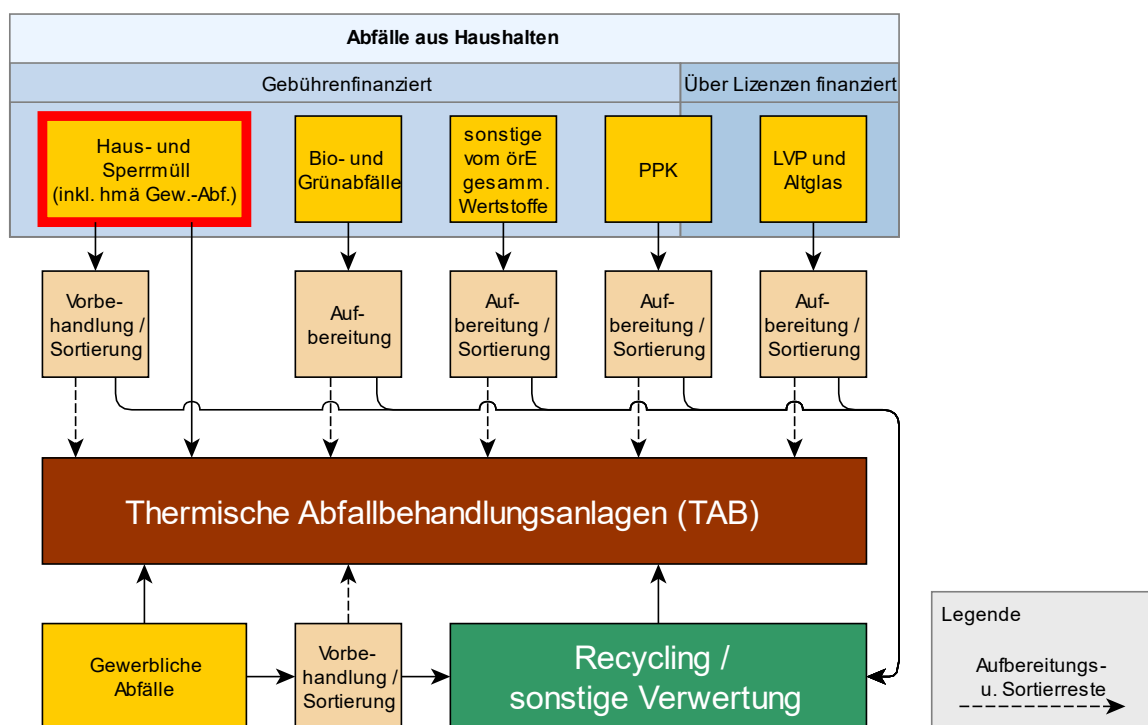 Abfälle aus Haushalten
Gebührenfinanziert
Über Lizenzen finanziert
Haus- und
Sperrmüll
(inkl. hmä Gew.-Abf.)
Bio- und
Grünabfälle
sonstige
vom örE
gesamm.
Wertstoffe
PPK
LVP und
Altglas
Vorbe-
handlung /
Sortierung
Auf-
bereitung
Auf-
bereitung /
Sortierung
Auf-
bereitung /
Sortierung
Auf-
bereitung /
Sortierung
Thermische Abfallbehandlungsanlagen (TAB)
Gewerbliche
Abfälle
Vorbe-
handlung /
Sortierung
Recycling /
sonstige Verwertung
Legende
Aufbereitungs-
u. Sortierreste